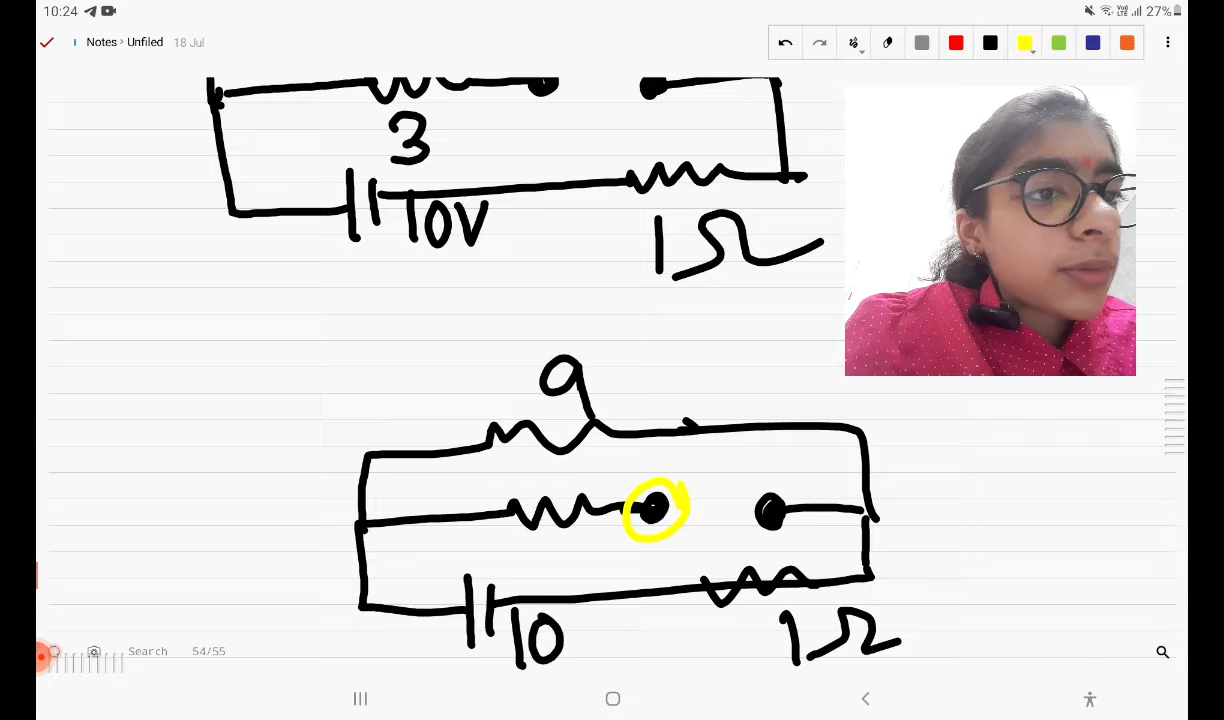 10:24
27%
Notes > Unfiled 18 Jul
3
10V
1Ω
9
10
1Ω
Search 54/55